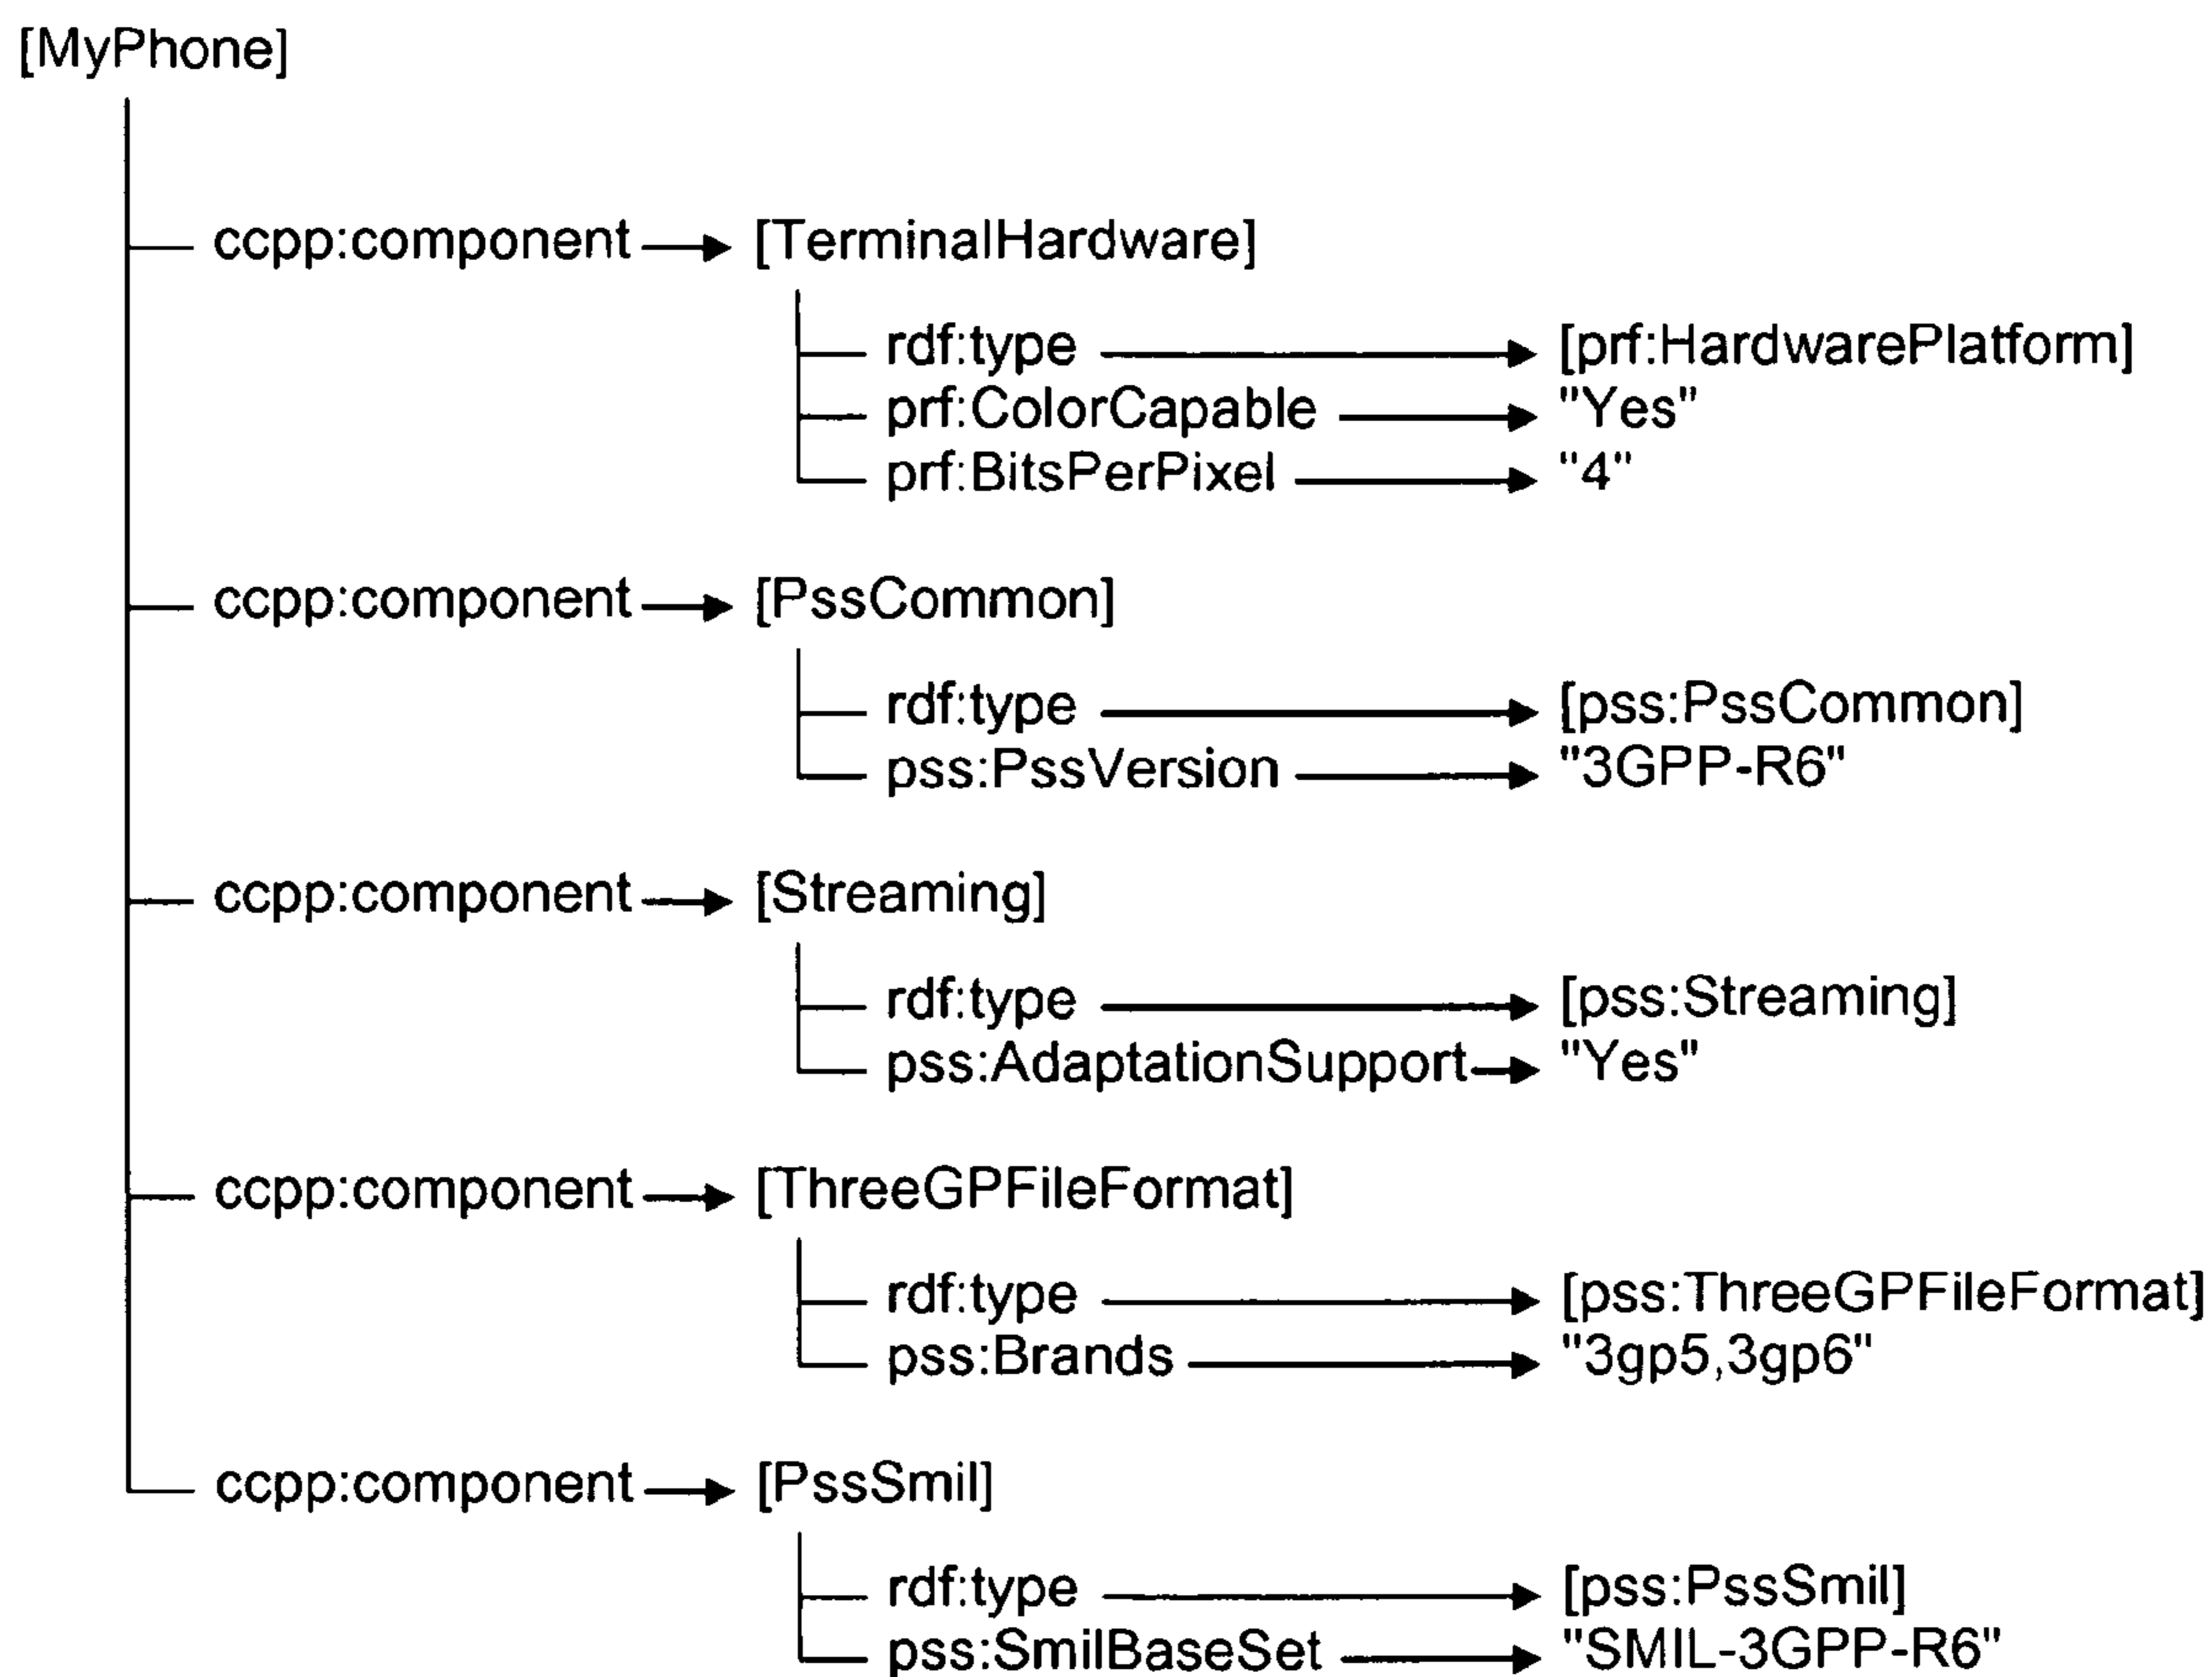 [MyPhone]
ccpp:component [TerminalHardware]
rdf:type [prf:HardwarePlatform]
prf:ColorCapable "Yes"
prf:BitsPerPixel "4"
ccpp:component [PssCommon]
rdf:type [pss:PssCommon]
pss:PssVersion "3GPP-R6"
ccpp:component [Streaming]
rdf:type [pss:Streaming]
pss:AdaptationSupport "Yes"
ccpp:component [ThreeGPFileFormat]
rdf:type [pss:ThreeGPFileFormat]
pss:Brands "3gp5,3gp6"
ccpp:component [PssSmil]
rdf:type [pss:PssSmil]
pss:SmilBaseSet "SMIL-3GPP-R6"